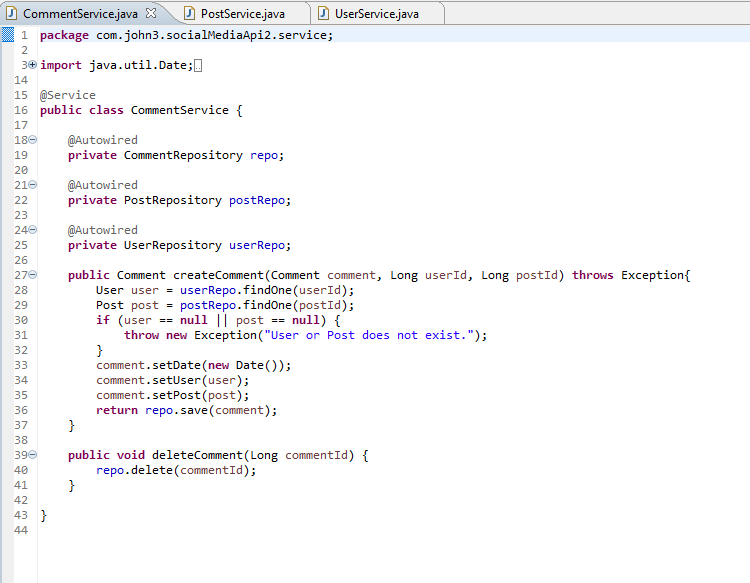 CommentService.java PostService.java UserService.java
1 package com.john3.socialMediaApi2.service;
2
3 import java.util.Date;
14
15 @Service
16 public class CommentService {
17
18 @Autowired
19 private CommentRepository repo;
20
21 @Autowired
22 private PostRepository postRepo;
23
24 @Autowired
25 private UserRepository userRepo;
26
27 public Comment createComment(Comment comment, Long userId, Long postId) throws Exception{
28 User user = userRepo.findOne(userId);
29 Post post = postRepo.findOne(postId);
30 if (user == null || post == null) {
31 throw new Exception("User or Post does not exist.");
32 }
33 comment.setDate(new Date());
34 comment.setUser(user);
35 comment.setPost(post);
36 return repo.save(comment);
37 }
38
39 public void deleteComment(Long commentId) {
40 repo.delete(commentId);
41 }
42
43 }
44